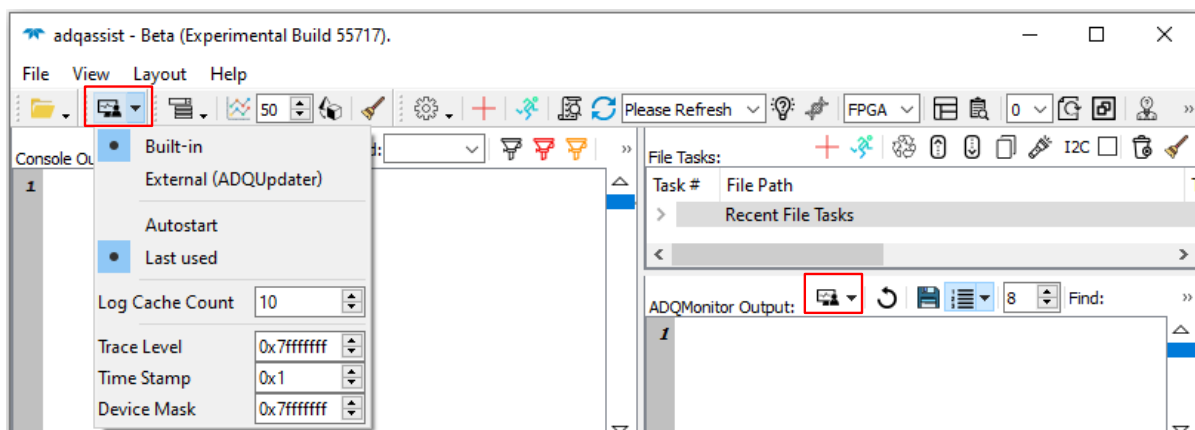 adqassist - Beta (Experimental Build 55717).
File View Layout Help
50 Please Refresh FPGA 0
Console Ou
d:
1
Built-in
External (ADQUpdater)
Autostart
Last used
Log Cache Count 10
Trace Level 0x7fffffff
Time Stamp 0x1
Device Mask 0x7fffffff
File Tasks: I2C
Task # File Path T
Recent File Tasks
ADQMonitor Output: 8 Find:
1